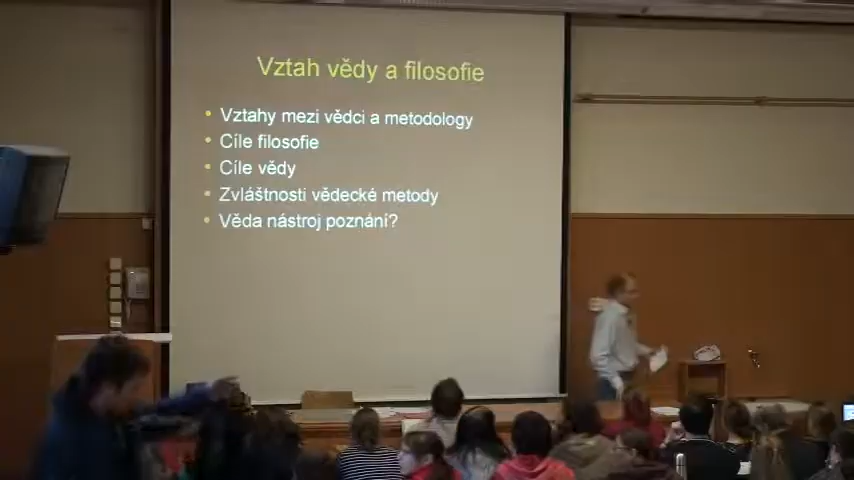 Vztah vědy a filosofie
• Vztahy mezi vědci a metodology
• Cíle filosofie
• Cíle vědy
• Zvláštnosti vědecké metody
• Věda nástroj poznání?